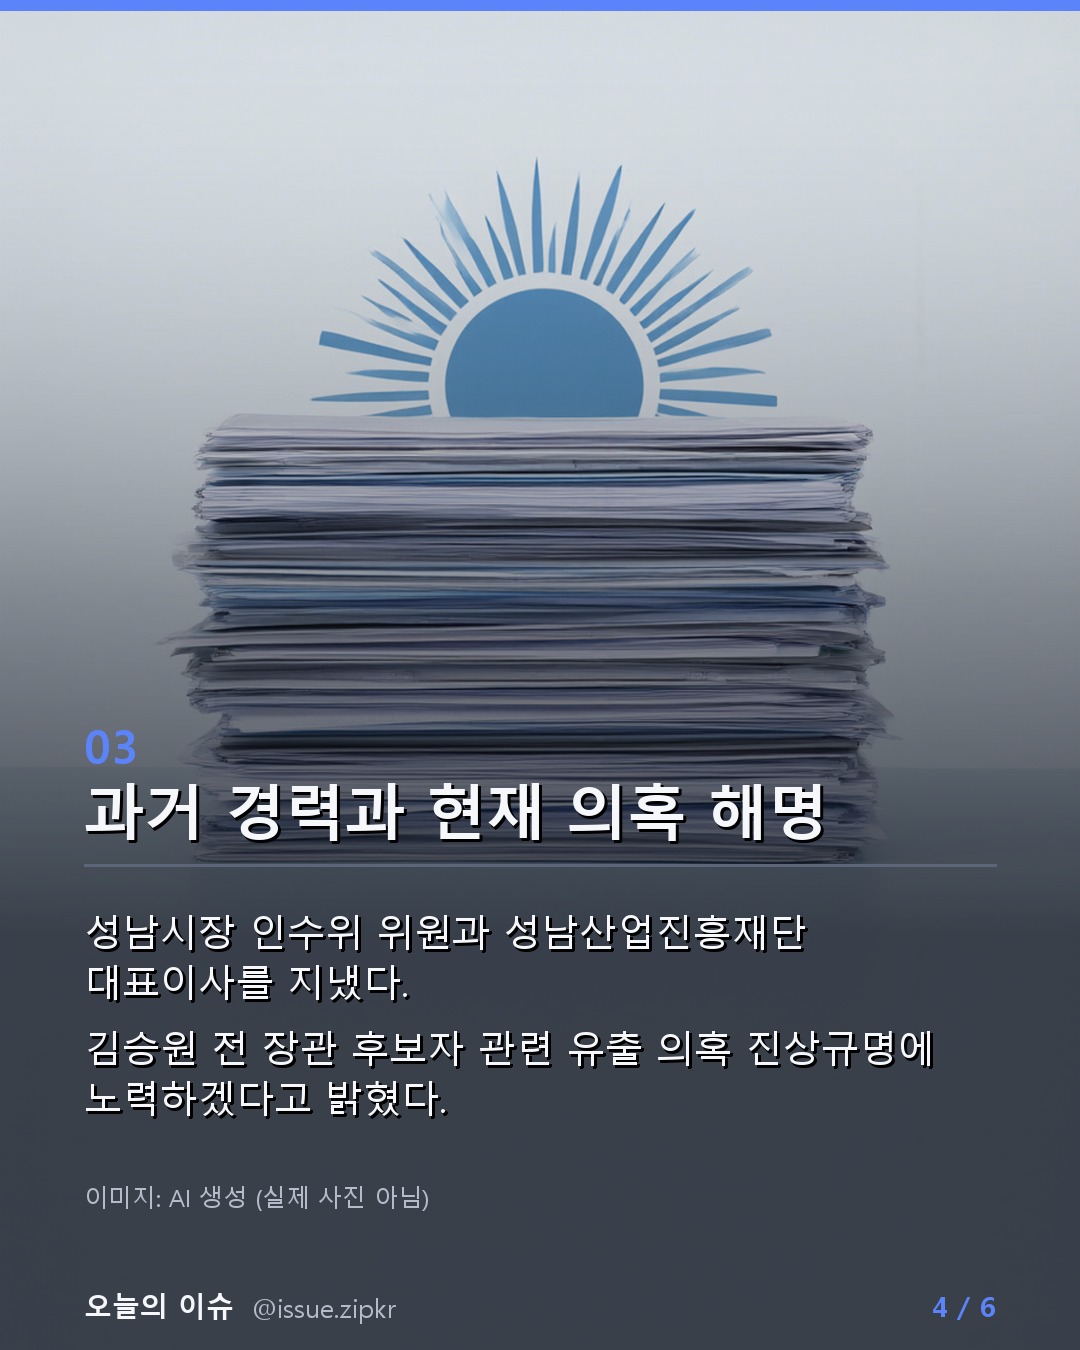 03
과거 경력과 현재 의혹 해명
성남시장 인수위 위원과 성남산업진흥재단
대표이사를 지냈다.
김승원 전 장관 후보자 관련 유출 의혹 진상규명에
노력하겠다고 밝혔다.
이미지: AI 생성 (실제 사진 아님)
오늘의 이슈 @issue.zipkr
4 / 6